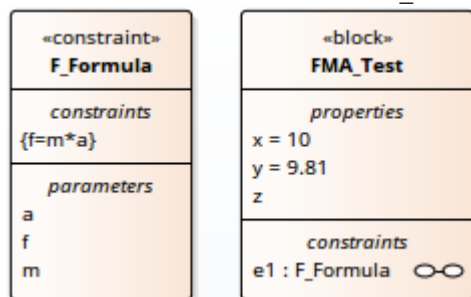 «constraint»
F_Formula
constraints
{f=m*a}
parameters
a
f
m
«block»
FMA_Test
properties
x = 10
y = 9.81
z
constraints
e1 : F_Formula